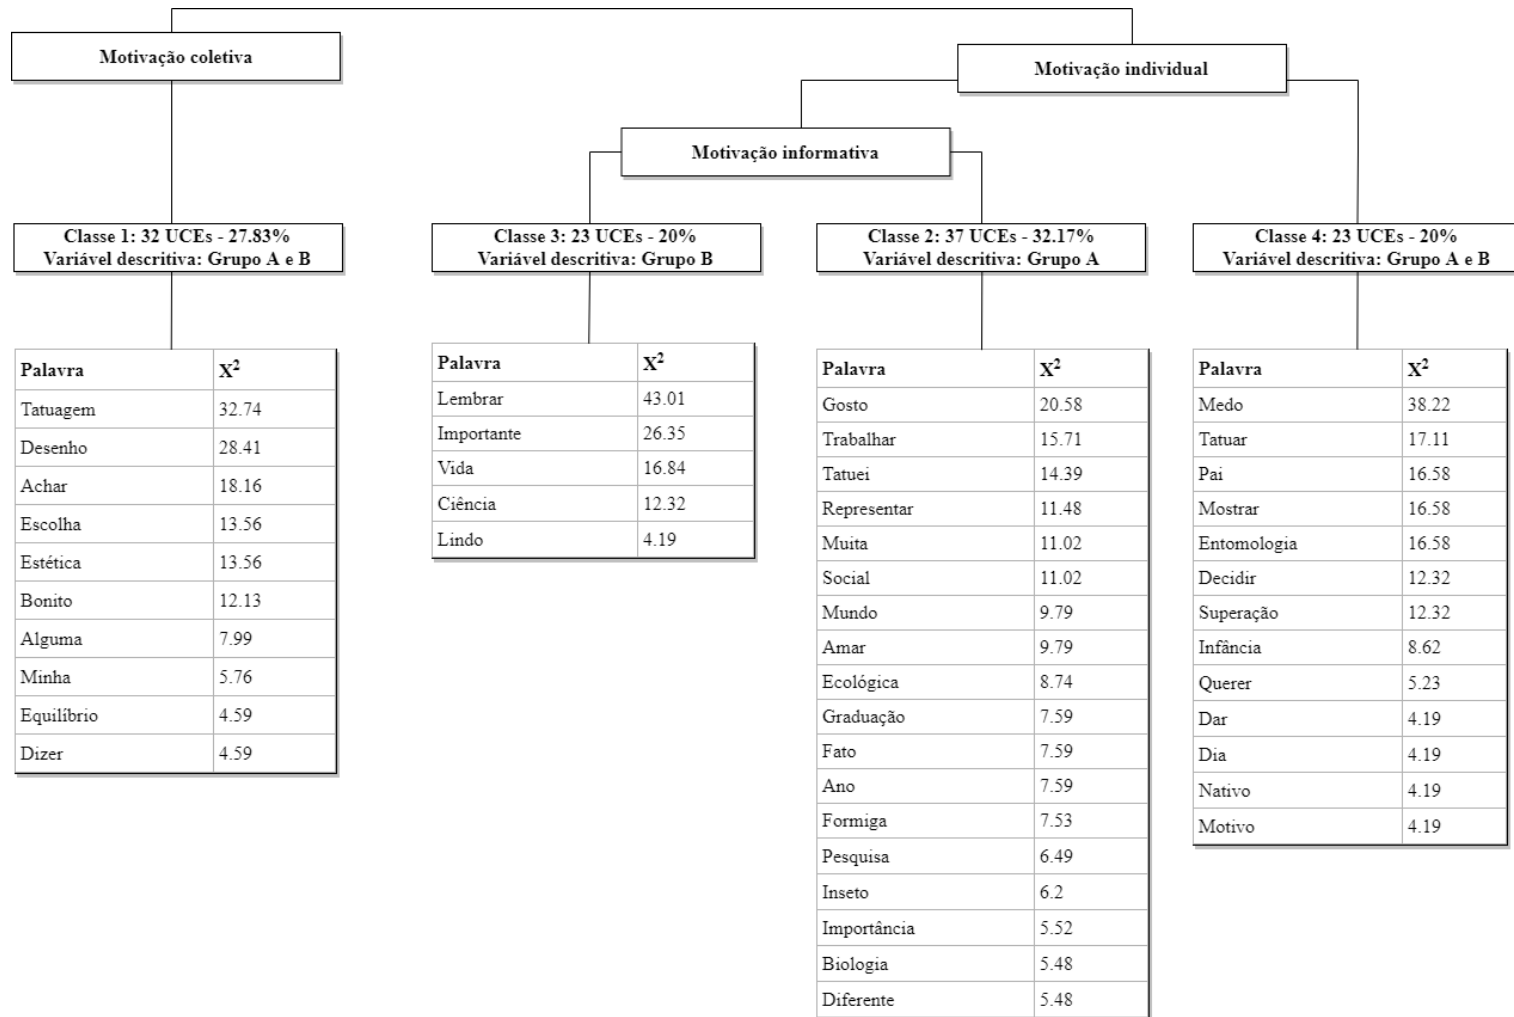 Motivação coletiva
Motivação individual
Motivação informativa
Classe 1: 32 UCEs - 27.83%
Variável descritiva: Grupo A e B
Palavra X²
Tatuagem 32.74
Desenho 28.41
Achar 18.16
Escolha 13.56
Estética 13.56
Bonito 12.13
Alguma 7.99
Minha 5.76
Equilíbrio 4.59
Dizer 4.59
Classe 3: 23 UCEs - 20%
Variável descritiva: Grupo B
Palavra X²
Lembrar 43.01
Importante 26.35
Vida 16.84
Ciência 12.32
Lindo 4.19
Classe 2: 37 UCEs - 32.17%
Variável descritiva: Grupo A
Palavra X²
Gosto 20.58
Trabalhar 15.71
Tatuei 14.39
Representar 11.48
Muita 11.02
Social 11.02
Mundo 9.79
Amar 9.79
Ecológica 8.74
Graduação 7.59
Fato 7.59
Ano 7.59
Formiga 7.53
Pesquisa 6.49
Inseto 6.2
Importância 5.52
Biologia 5.48
Diferente 5.48
Classe 4: 23 UCEs - 20%
Variável descritiva: Grupo A e B
Palavra X²
Medo 38.22
Tatuar 17.11
Pai 16.58
Mostrar 16.58
Entomologia 16.58
Decidir 12.32
Superação 12.32
Infância 8.62
Querer 5.23
Dar 4.19
Dia 4.19
Nativo 4.19
Motivo 4.19